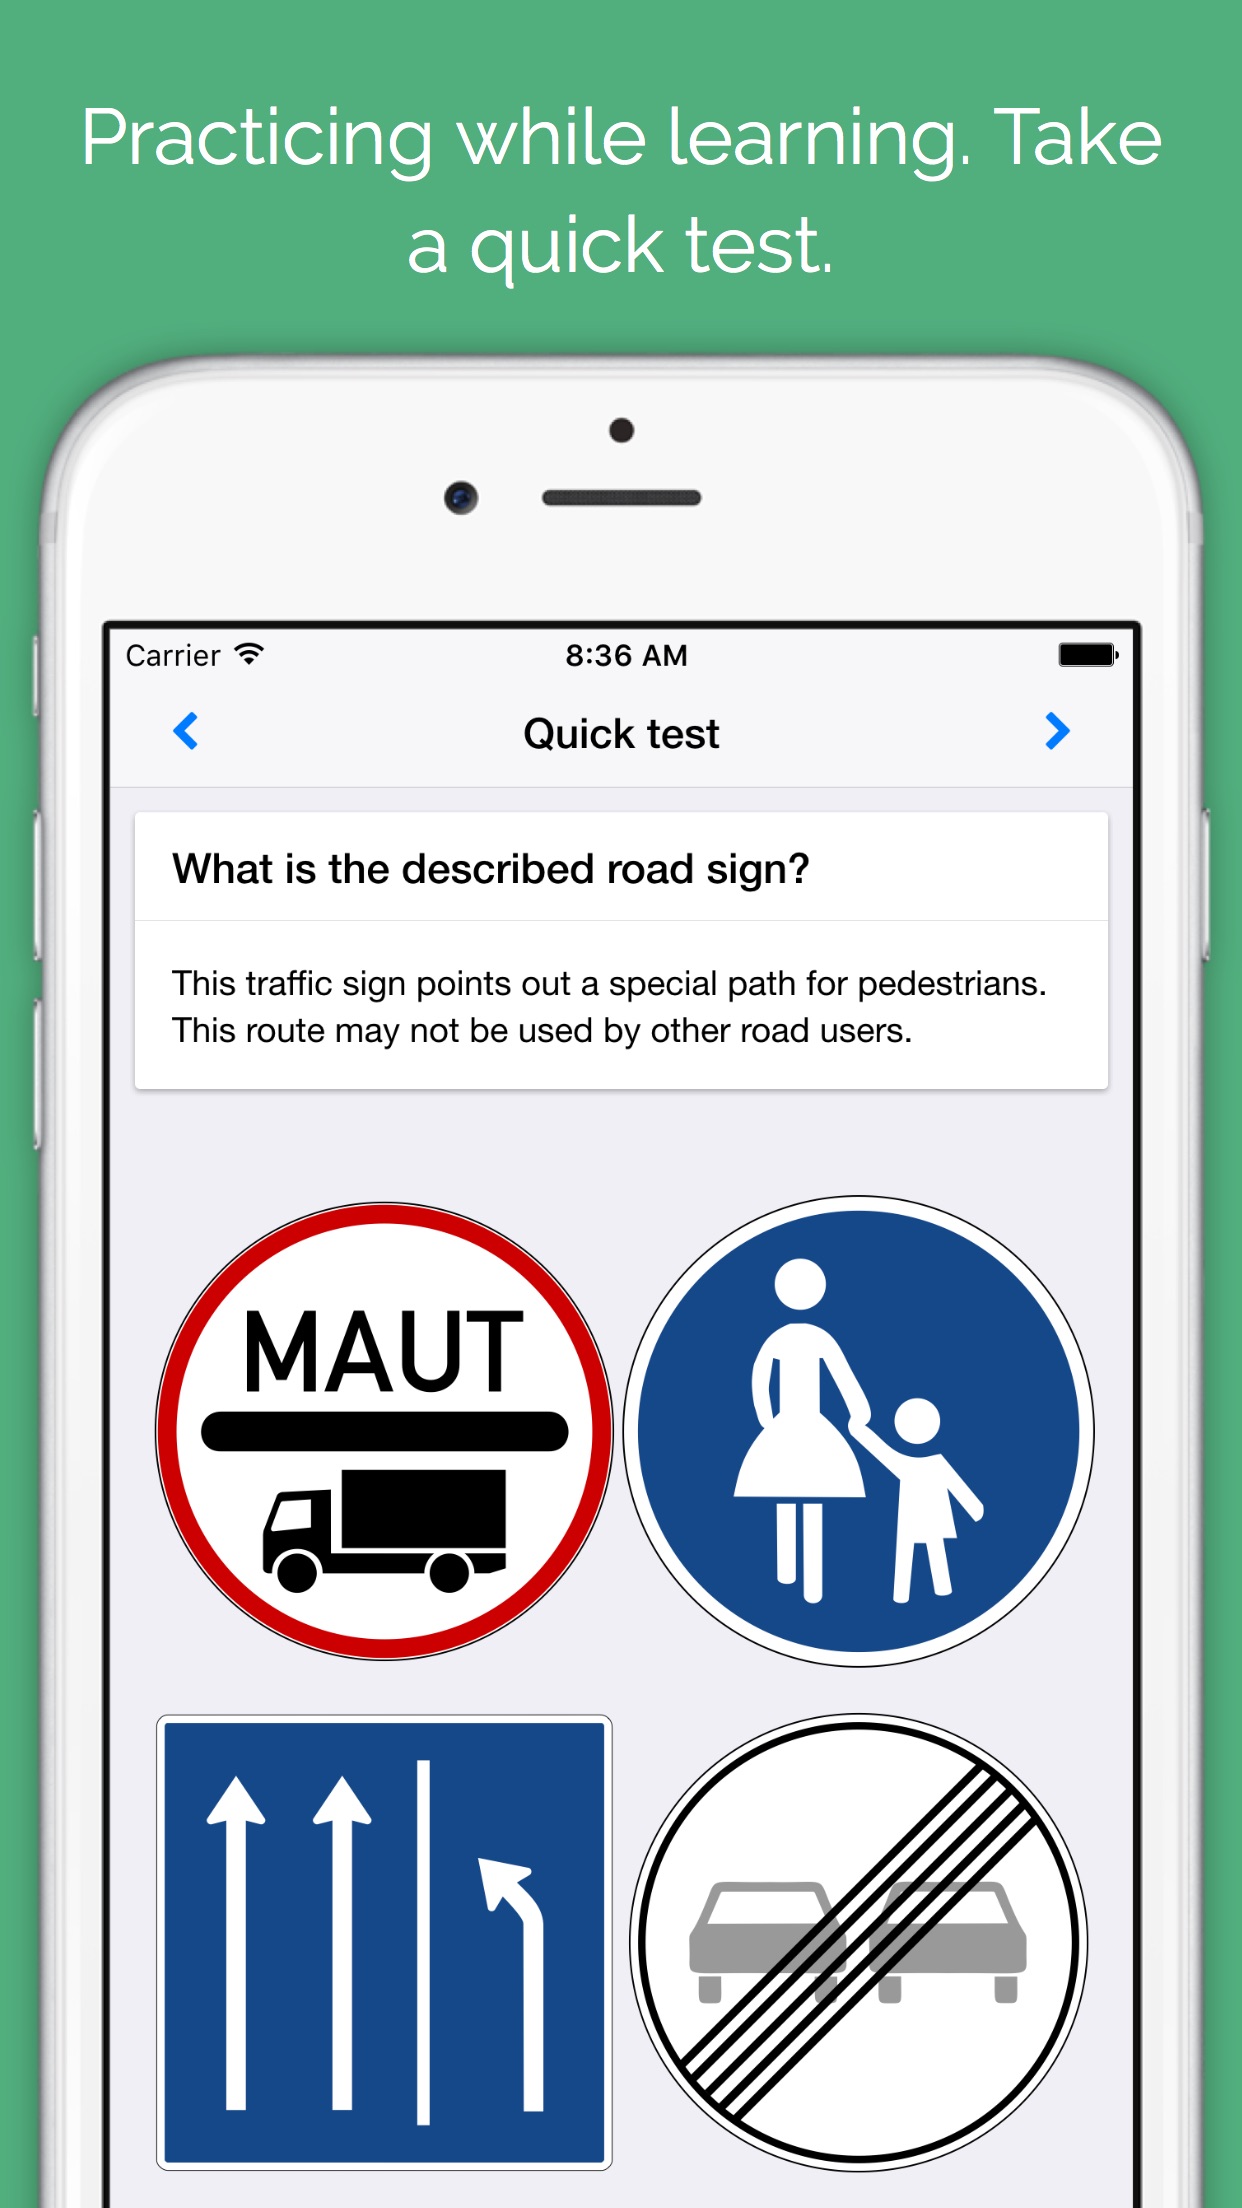 Practicing while learning. Take
a quick test.
Carrier
8:36 AM
Quick test
What is the described road sign?
This traffic sign points out a special path for pedestrians.
This route may not be used by other road users.
MAUT